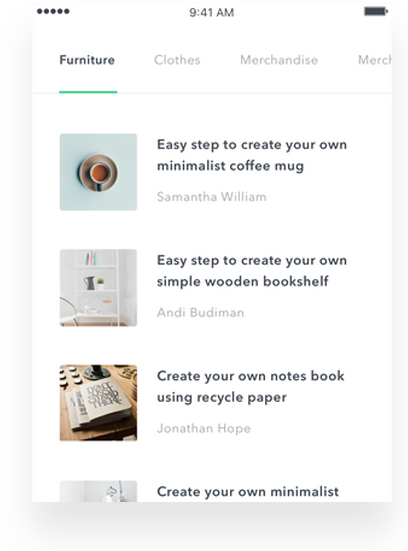 9:41 AM
Furniture Clothes Merchandise Merch
Easy step to create your own
minimalist coffee mug
Samantha William
Easy step to create your own
simple wooden bookshelf
Andi Budiman
Create your own notes book
using recycle paper
Jonathan Hope
Create your own minimalist